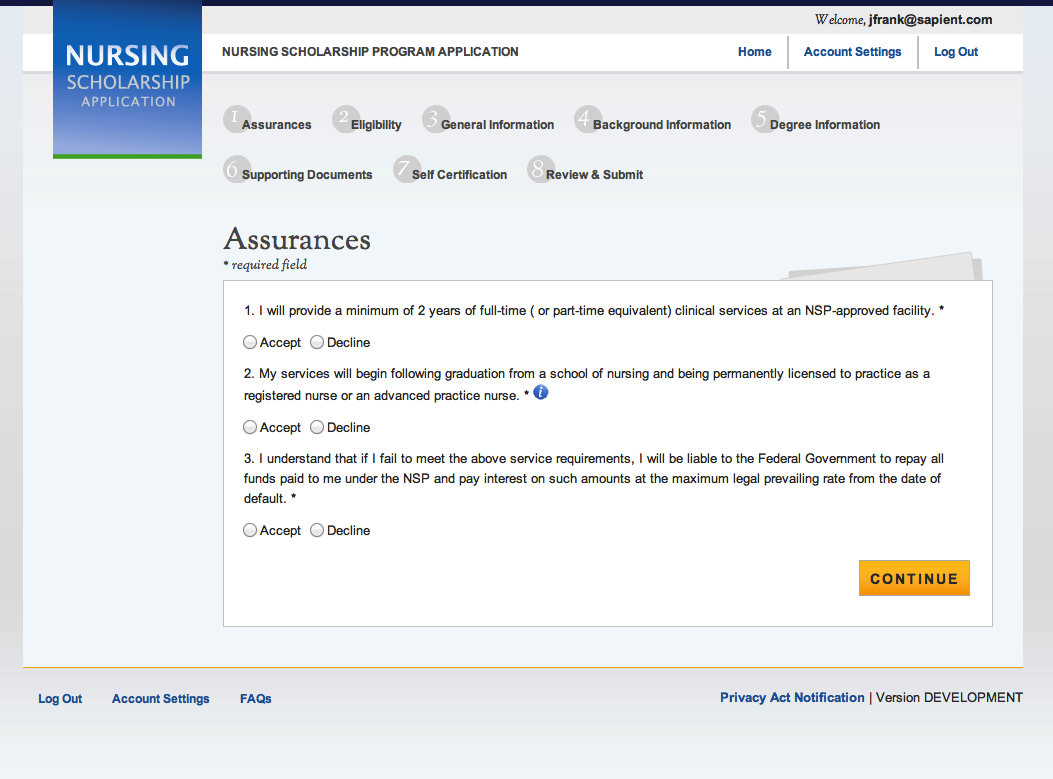 Welcome, jfrank@sapient.com
NURSING
SCHOLARSHIP
APPLICATION
NURSING SCHOLARSHIP PROGRAM APPLICATION
Home
Account Settings
Log Out
1 Assurances
2 Eligibility
3 General Information
4 Background Information
5 Degree Information
6 Supporting Documents
7 Self Certification
8 Review & Submit
Assurances
* required field
1. I will provide a minimum of 2 years of full-time ( or part-time equivalent) clinical services at an NSP-approved facility. *
Accept Decline
2. My services will begin following graduation from a school of nursing and being permanently licensed to practice as a
registered nurse or an advanced practice nurse. * i
Accept Decline
3. I understand that if I fail to meet the above service requirements, I will be liable to the Federal Government to repay all
funds paid to me under the NSP and pay interest on such amounts at the maximum legal prevailing rate from the date of
default. *
Accept Decline
CONTINUE
Log Out
Account Settings
FAQs
Privacy Act Notification | Version DEVELOPMENT